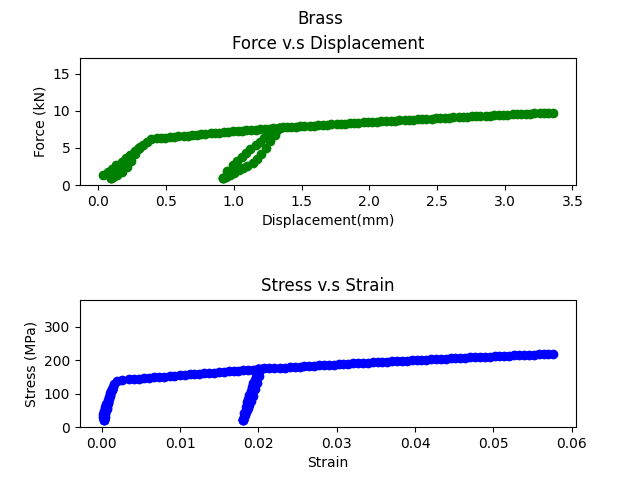 Brass
Force v.s Displacement
15
10
5
0
Force (kN)
0.0 0.5 1.0 1.5 2.0 2.5 3.0 3.5
Displacement(mm)
Stress v.s Strain
300
200
100
0
Stress (MPa)
0.00 0.01 0.02 0.03 0.04 0.05 0.06
Strain